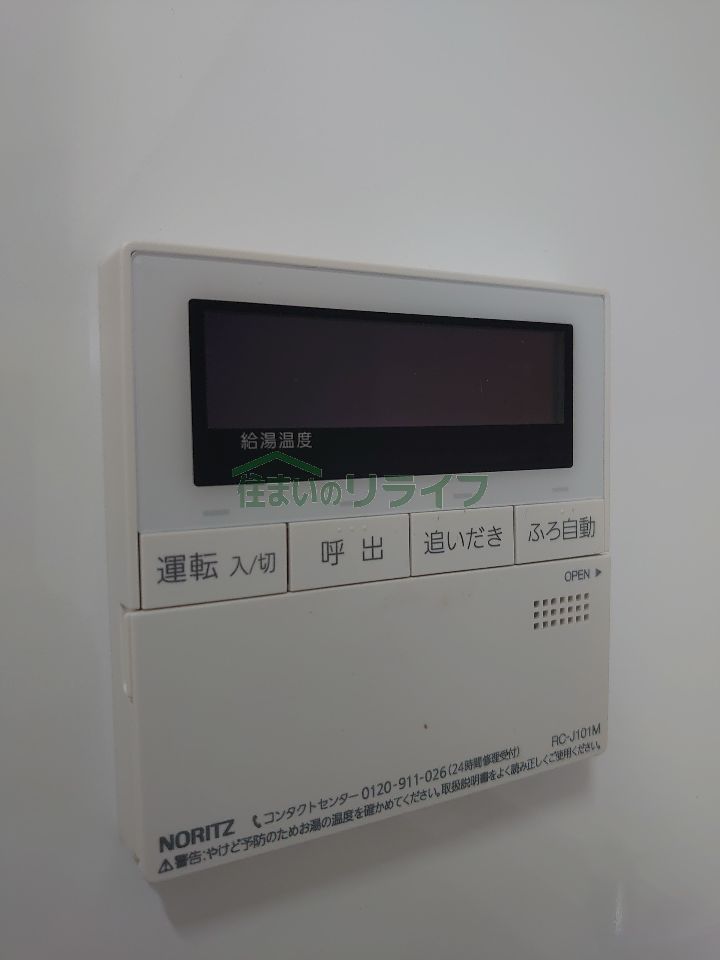 給湯温度
住まいのリライフ
運転 入/切
呼出
追いだき
ふろ自動
OPEN ▶
RC-J101M
NORITZ コンタクトセンター 0120-911-026(24時間修理受付)
⚠警告:やけど予防のためお湯の温度を確かめてください。取扱説明書をよく読み正しくご使用ください。